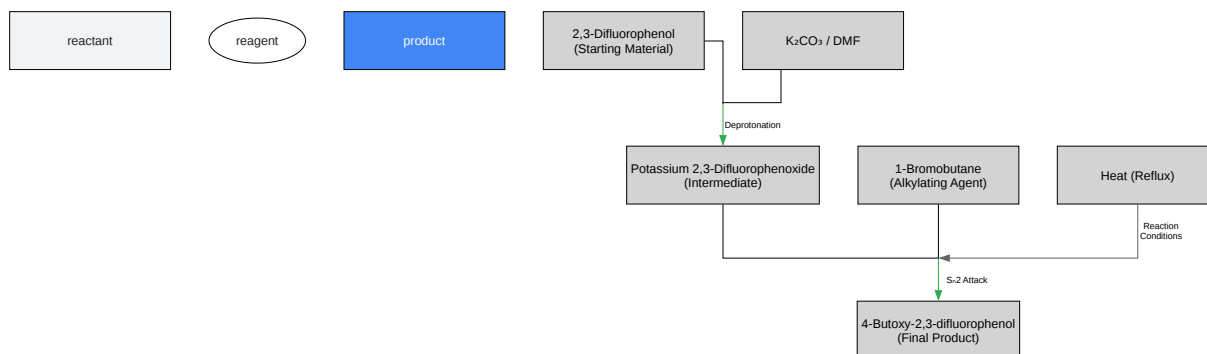 reactant
reagent
product
2,3-Difluorophenol
(Starting Material)
K₂CO₃ / DMF
Deprotonation
Potassium 2,3-Difluorophenoxide
(Intermediate)
1-Bromobutane
(Alkylating Agent)
Heat (Reflux)
Reaction
Conditions
Sₙ2 Attack
4-Butoxy-2,3-difluorophenol
(Final Product)